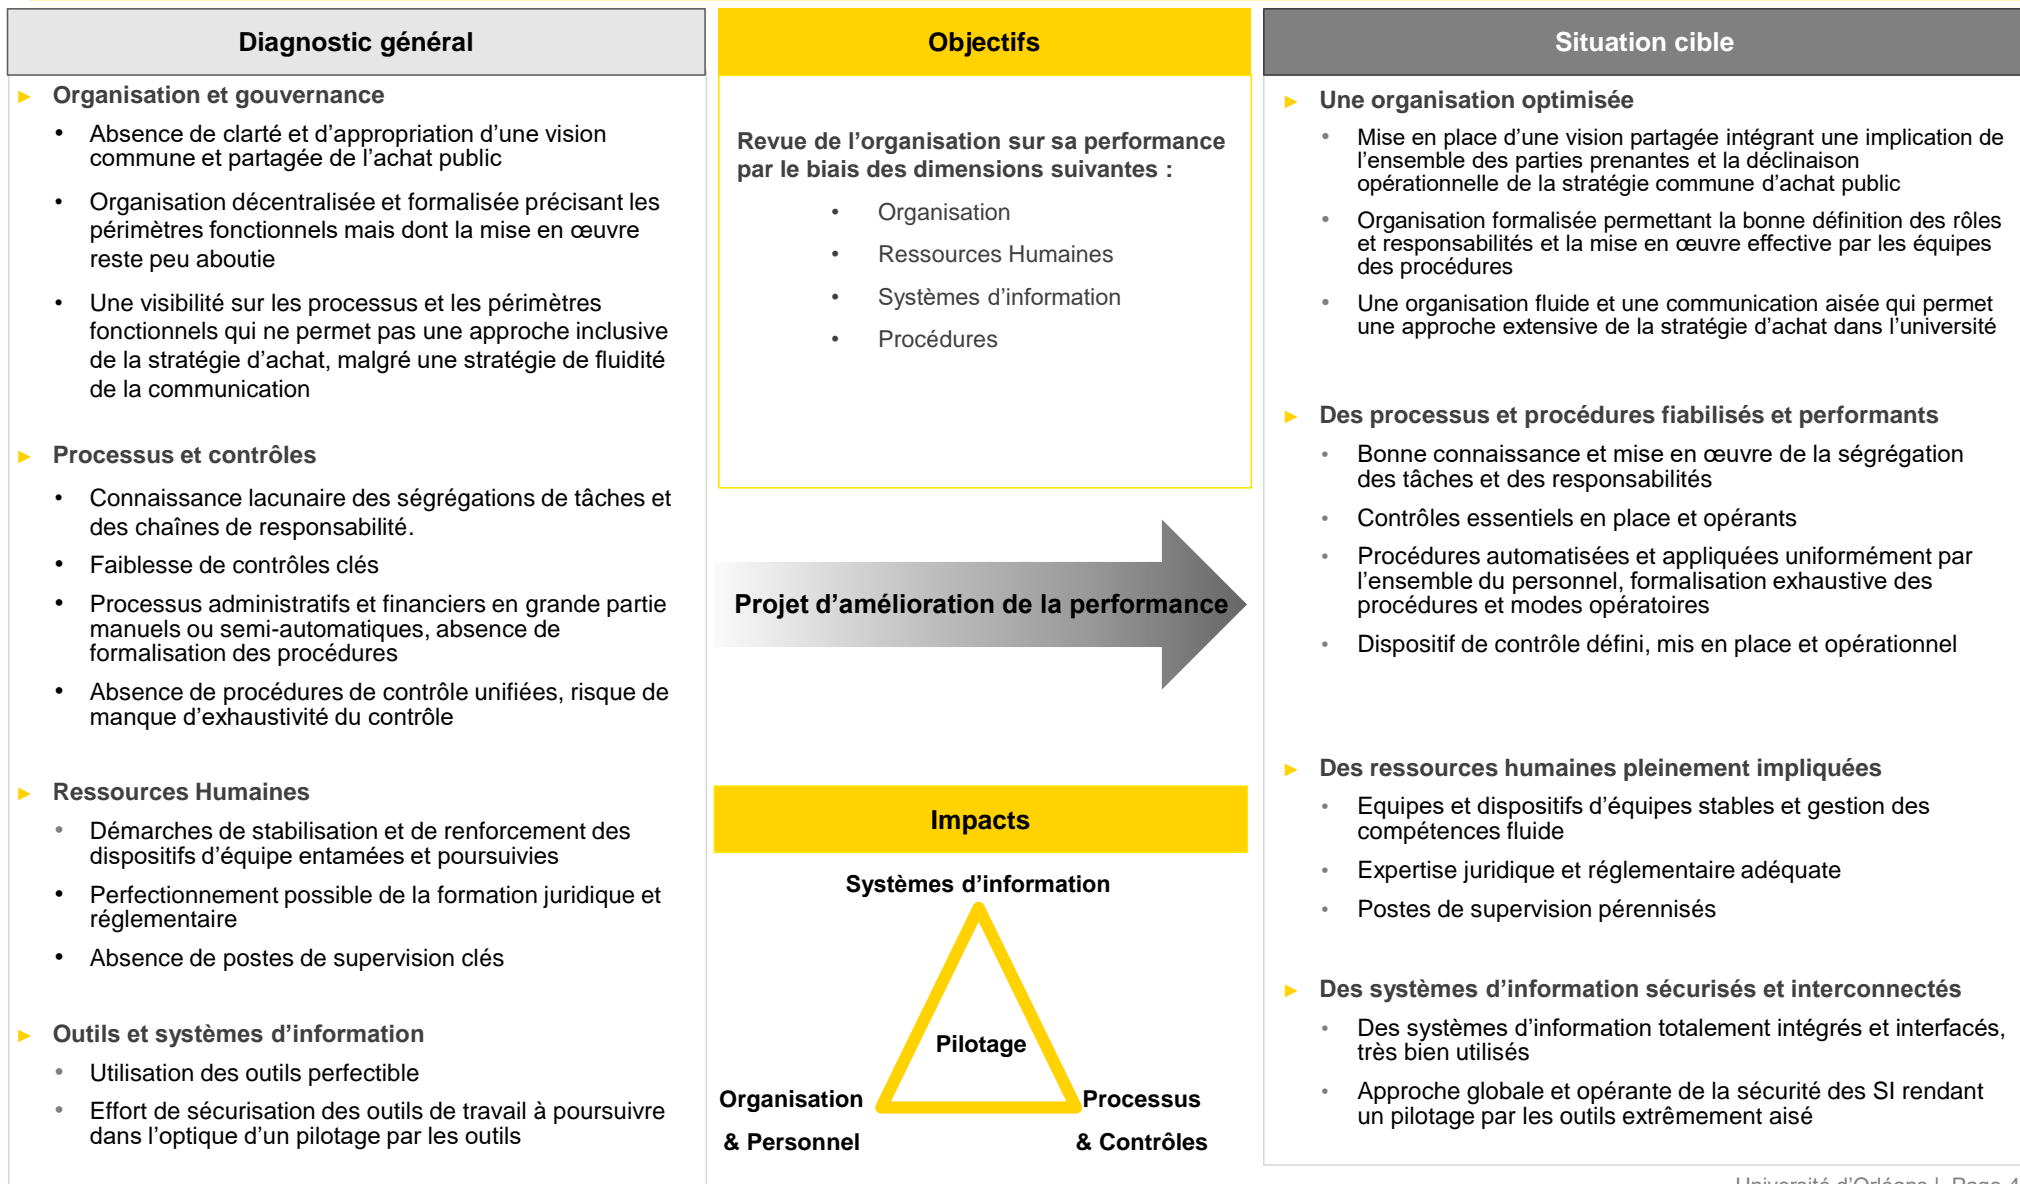 Diagnostic général
► Organisation et gouvernance
• Absence de clarté et d'appropriation d'une vision
commune et partagée de l'achat public
• Organisation décentralisée et formalisée précisant les
périmètres fonctionnels mais dont la mise en œuvre
reste peu aboutie
• Une visibilité sur les processus et les périmètres
fonctionnels qui ne permet pas une approche inclusive
de la stratégie d'achat, malgré une stratégie de fluidité
de la communication
► Processus et contrôles
• Connaissance lacunaire des ségrégations de tâches et
des chaînes de responsabilité.
• Faiblesse de contrôles clés
• Processus administratifs et financiers en grande partie
manuels ou semi-automatiques, absence de
formalisation des procédures
• Absence de procédures de contrôle unifiées, risque de
manque d'exhaustivité du contrôle
► Ressources Humaines
• Démarches de stabilisation et de renforcement des
dispositifs d'équipe entamées et poursuivies
• Perfectionnement possible de la formation juridique et
réglementaire
• Absence de postes de supervision clés
► Outils et systèmes d'information
• Utilisation des outils perfectible
• Effort de sécurisation des outils de travail à poursuivre
dans l'optique d'un pilotage par les outils
Objectifs
Revue de l'organisation sur sa performance
par le biais des dimensions suivantes :
• Organisation
• Ressources Humaines
• Systèmes d'information
• Procédures
Projet d'amélioration de la performance
Impacts
Systèmes d'information
Pilotage
Organisation
& Personnel
Processus
& Contrôles
Situation cible
► Une organisation optimisée
• Mise en place d'une vision partagée intégrant une implication de
l'ensemble des parties prenantes et la déclinaison
opérationnelle de la stratégie commune d'achat public
• Organisation formalisée permettant la bonne définition des rôles
et responsabilités et la mise en œuvre effective par les équipes
des procédures
• Une organisation fluide et une communication aisée qui permet
une approche extensive de la stratégie d'achat dans l'université
► Des processus et procédures fiabilisés et performants
• Bonne connaissance et mise en œuvre de la ségrégation
des tâches et des responsabilités
• Contrôles essentiels en place et opérants
• Procédures automatisées et appliquées uniformément par
l'ensemble du personnel, formalisation exhaustive des
procédures et modes opératoires
• Dispositif de contrôle défini, mis en place et opérationnel
► Des ressources humaines pleinement impliquées
• Equipes et dispositifs d'équipes stables et gestion des
compétences fluide
• Expertise juridique et réglementaire adéquate
• Postes de supervision pérennisés
► Des systèmes d'information sécurisés et interconnectés
• Des systèmes d'information totalement intégrés et interfacés,
très bien utilisés
• Approche globale et opérante de la sécurité des SI rendant
un pilotage par les outils extrêmement aisé
Université d'Orléans | Page 4